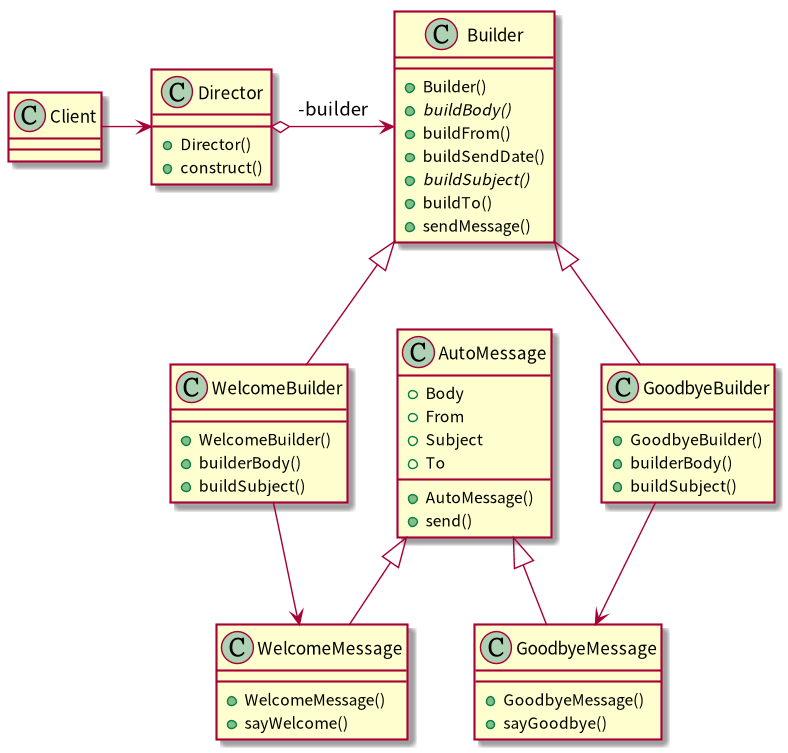 C Builder
Builder()
buildBody()
buildFrom()
buildSendDate()
buildSubject()
buildTo()
sendMessage()
C Client
C Director
Director()
construct()
-builder
C WelcomeBuilder
WelcomeBuilder()
builderBody()
buildSubject()
C AutoMessage
Body
From
Subject
To
AutoMessage()
send()
C GoodbyeBuilder
GoodbyeBuilder()
builderBody()
buildSubject()
C WelcomeMessage
WelcomeMessage()
sayWelcome()
C GoodbyeMessage
GoodbyeMessage()
sayGoodbye()